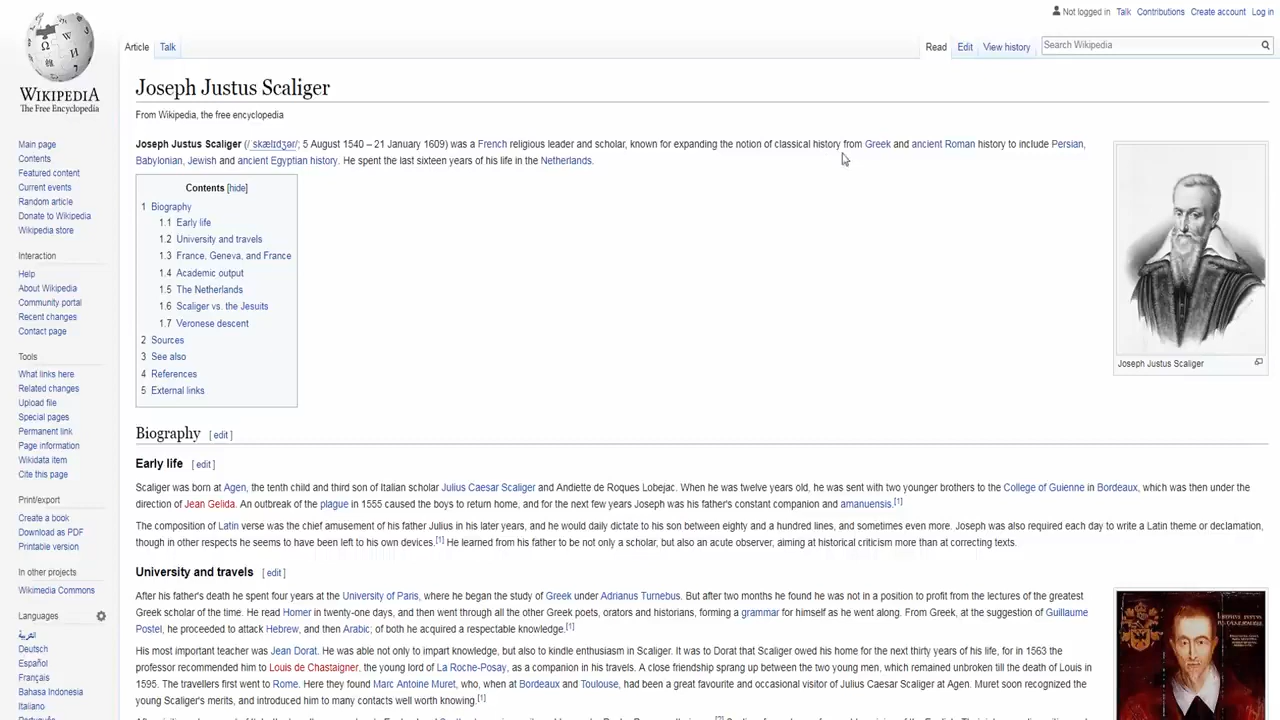 Not logged in Talk Contributions Create account Log in
Article Talk Read Edit View history Search Wikipedia
WIKIPEDIA
The Free Encyclopedia
Main page
Contents
Featured content
Current events
Random article
Donate to Wikipedia
Wikipedia store
Interaction
Help
About Wikipedia
Community portal
Recent changes
Contact page
Tools
What links here
Related changes
Upload file
Special pages
Permanent link
Page information
Wikidata item
Cite this page
Print/export
Create a book
Download as PDF
Printable version
In other projects
Wikimedia Commons
Languages
العربية
Deutsch
Español
Français
Bahasa Indonesia
Italiano
Joseph Justus Scaliger
From Wikipedia, the free encyclopedia
Joseph Justus Scaliger (/ˈskælɪdʒər/; 5 August 1540 – 21 January 1609) was a French religious leader and scholar, known for expanding the notion of classical history from Greek and ancient Roman history to include Persian,
Babylonian, Jewish and ancient Egyptian history. He spent the last sixteen years of his life in the Netherlands.
Joseph Justus Scaliger
Contents [hide]
1 Biography
1.1 Early life
1.2 University and travels
1.3 France, Geneva, and France
1.4 Academic output
1.5 The Netherlands
1.6 Scaliger vs. the Jesuits
1.7 Veronese descent
2 Sources
3 See also
4 References
5 External links
Biography [ edit ]
Early life [ edit ]
Scaliger was born at Agen, the tenth child and third son of Italian scholar Julius Caesar Scaliger and Andiette de Roques Lobejac. When he was twelve years old, he was sent with two younger brothers to the College of Guienne in Bordeaux, which was then under the
direction of Jean Gelida. An outbreak of the plague in 1555 caused the boys to return home, and for the next few years Joseph was his father's constant companion and amanuensis.[1]
The composition of Latin verse was the chief amusement of his father Julius in his later years, and he would daily dictate to his son between eighty and a hundred lines, and sometimes even more. Joseph was also required each day to write a Latin theme or declamation,
though in other respects he seems to have been left to his own devices.[1] He learned from his father to be not only a scholar, but also an acute observer, aiming at historical criticism more than at correcting texts.
University and travels [ edit ]
After his father's death he spent four years at the University of Paris, where he began the study of Greek under Adrianus Turnebus. But after two months he found he was not in a position to profit from the lectures of the greatest
Greek scholar of the time. He read Homer in twenty-one days, and then went through all the other Greek poets, orators and historians, forming a grammar for himself as he went along. From Greek, at the suggestion of Guillaume
Postel, he proceeded to attack Hebrew, and then Arabic; of both he acquired a respectable knowledge.[1]
His most important teacher was Jean Dorat. He was able not only to impart knowledge, but also to kindle enthusiasm in Scaliger. It was to Dorat that Scaliger owed his home for the next thirty years of his life, for in 1563 the
professor recommended him to Louis de Chastaigner, the young lord of La Roche-Posay, as a companion in his travels. A close friendship sprang up between the two young men, which remained unbroken till the death of Louis in
1595. The travellers first went to Rome. Here they found Marc Antoine Muret, who, when at Bordeaux and Toulouse, had been a great favourite and occasional visitor of Julius Caesar Scaliger at Agen. Muret soon recognized the
young Scaliger's merits, and introduced him to many contacts well worth knowing.[1]